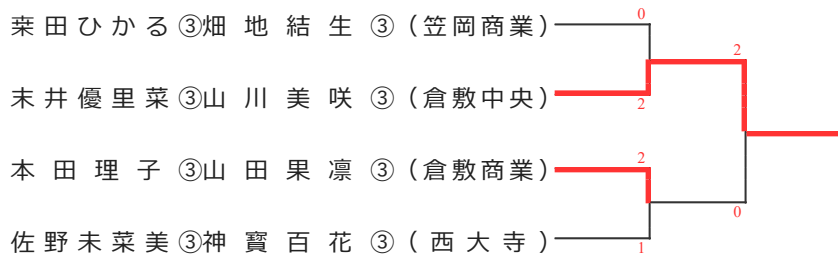 桒田ひかる③畑地結生③(笠岡商業)
0
2
末井優里菜③山川美咲③(倉敷中央)
2
本田理子③山田果凛③(倉敷商業)
2
0
佐野未菜美③神寳百花③(西大寺)
1